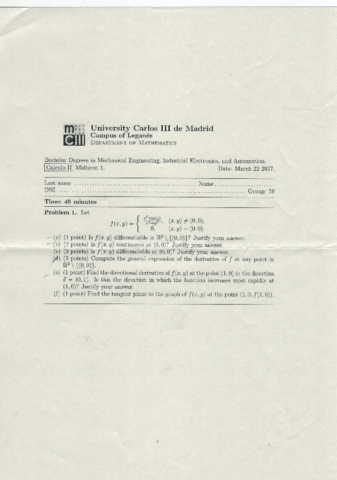 University Carlos III de Madrid
Campus of Leganés
DEPARTMENT OF MATHEMATICS
Bachelor Degrees in Mechanical Engineering, Industrial Electronics, and Automation.
Calculo II. Midterm 1. Date: March 22 2017.
Last name Name
DNI Group:
Time: 45 minutes
Problem 1. Let
f(x, y) = (x, y) ≠ (0, 0),
0, (x, y) = (0, 0).
(a) (1 point) Is f(x, y) differentiable in ℝ² \ {(0, 0)}? Justify your answer.
(b) (2 points) Is f(x, y) continuous at (0, 0)? Justify your answer.
(c) points) Is f(x, y) differentiable at (0, 0)? Justify your answer.
(d) (2 points) Compute the general expression of the derivative of f at any point in
ℝ² \ {(0, 0)}.
(e) (1 point) Find the directional derivative of f(x, y) at the point (1, 0) in the direction
= (0, 1). Is this the direction in which the function increases most rapidly at
(1, 0)? Justify your answer.
(f) (1 point) Find the tangent plane to the graph of f(x, y) at the point (1, 0, f(1, 0)).
1